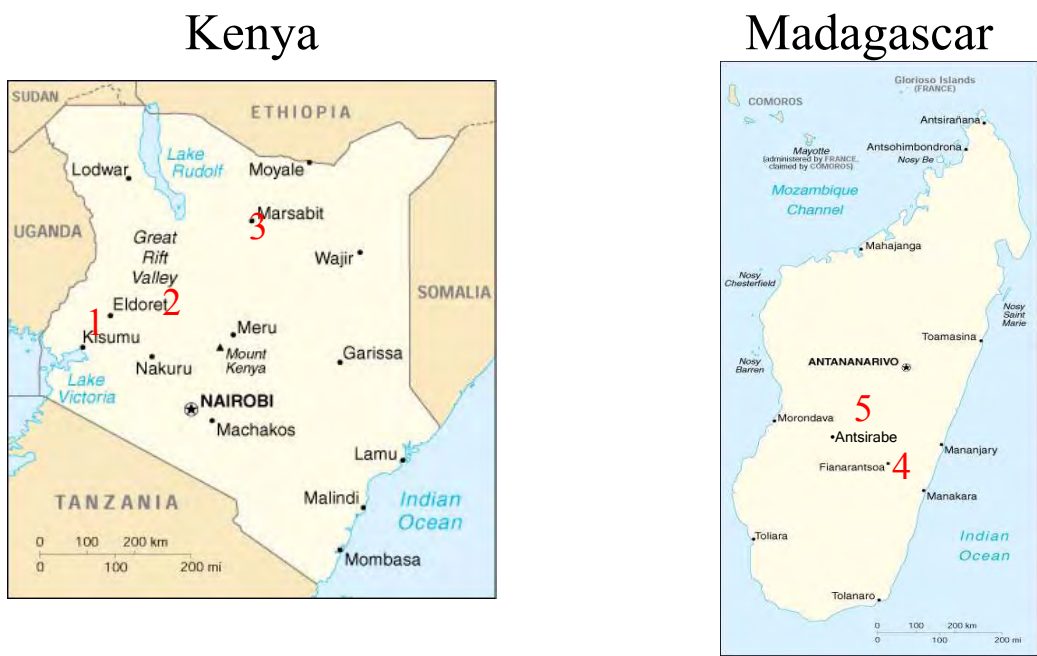 Kenya
SUDAN
ETHIOPIA
Lake
Rudolf
Lodwar
Moyale
Marsabit
3
UGANDA
Great
Rift
Valley
Wajir
SOMALIA
2
Eldoret
1
Kisumu
Meru
Mount
Kenya
Garissa
Nakuru
Lake
Victoria
NAIROBI
Machakos
Lamu
TANZANIA
Malindi
Indian
Ocean
0 100 200 km
0 100 200 mi
Mombasa
Madagascar
Glorioso Islands
(FRANCE)
COMOROS
Antsirañana
Antsohimbondrona
Mayotte
(administered by FRANCE,
claimed by COMOROS)
Nosy Be
Mozambique
Channel
Mahajanga
Nosy
Chesterfield
Nosy
Saint
Marie
Toamasina
Nosy
Barren
ANTANANARIVO
5
Morondava
Antsirabe
Mananjary
Fianarantsoa
4
Manakara
Toliara
Indian
Ocean
Tolanaro
0 100 200 km
0 100 200 mi